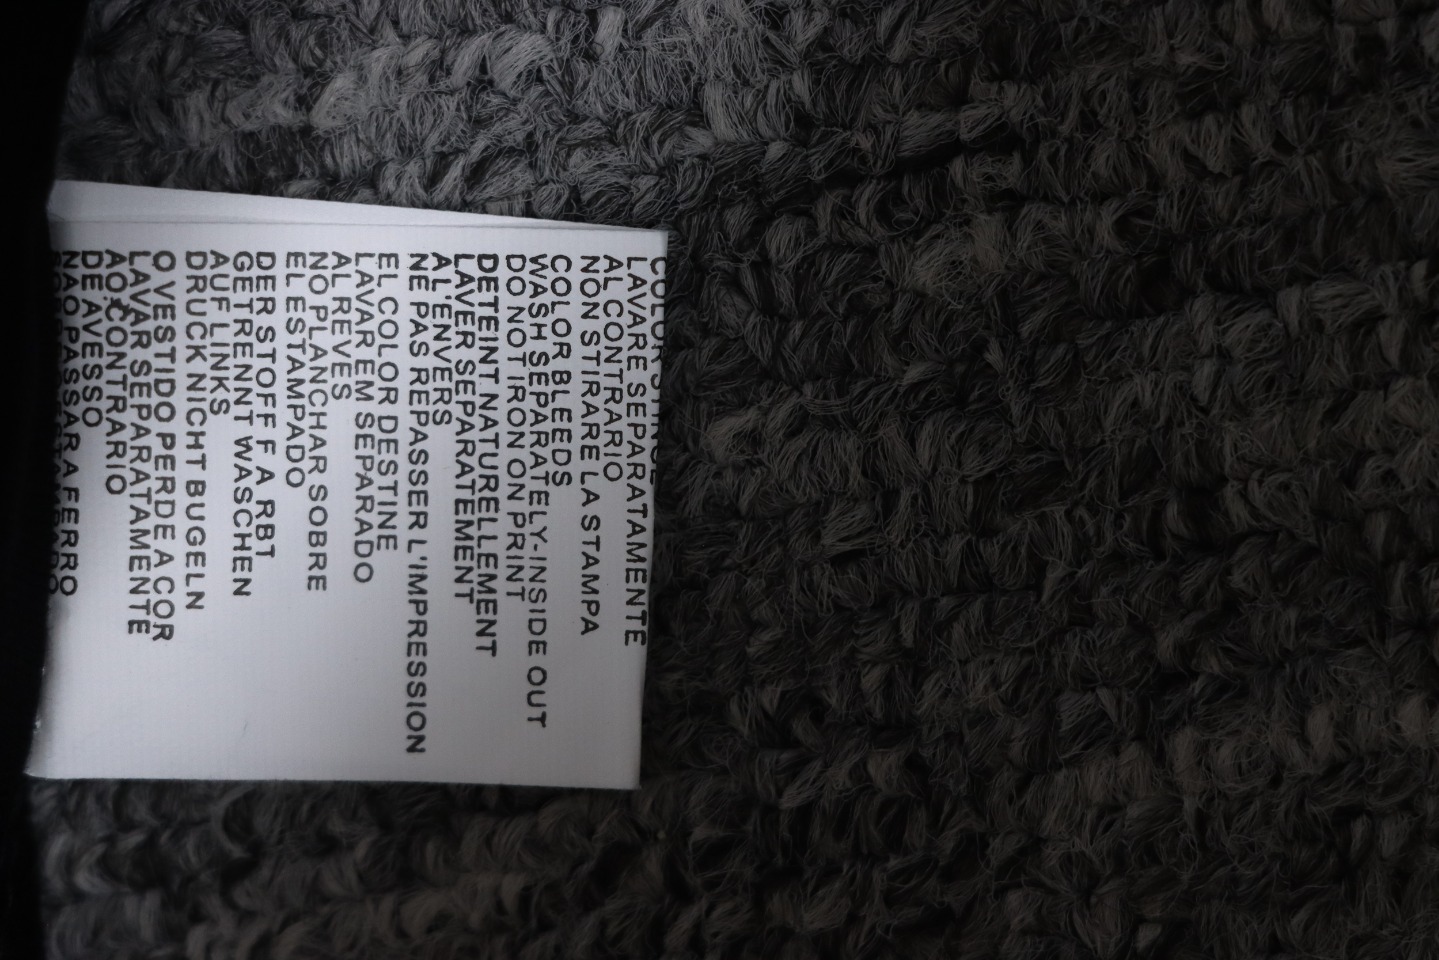 LAVARE SEPARATAMENTE
AL CONTRARIO
NON STIRARE LA STAMPA
COLOR BLEEDS
WASH SEPARATELY-INSIDE OUT
DO NOT IRON ON PRINT
DETEINT NATURELLEMENT
LAVER SEPARATEMENT
A L'ENVERS
NE PAS REPASSER L'IMPRESSION
EL COLOR DESTINE
LAVAR EM SEPARADO
AL REVES
NO PLANCHAR SOBRE
EL ESTAMPADO
DER STOFF F A RBT
GETRENNT WASCHEN
AUF LINKS
DRUCK NICHT BUGELN
O VESTIDO PERDE A COR
LAVAR SEPARATAMENTE
AO CONTRARIO
DE AVESSO
NAO PASSAR A FERRO